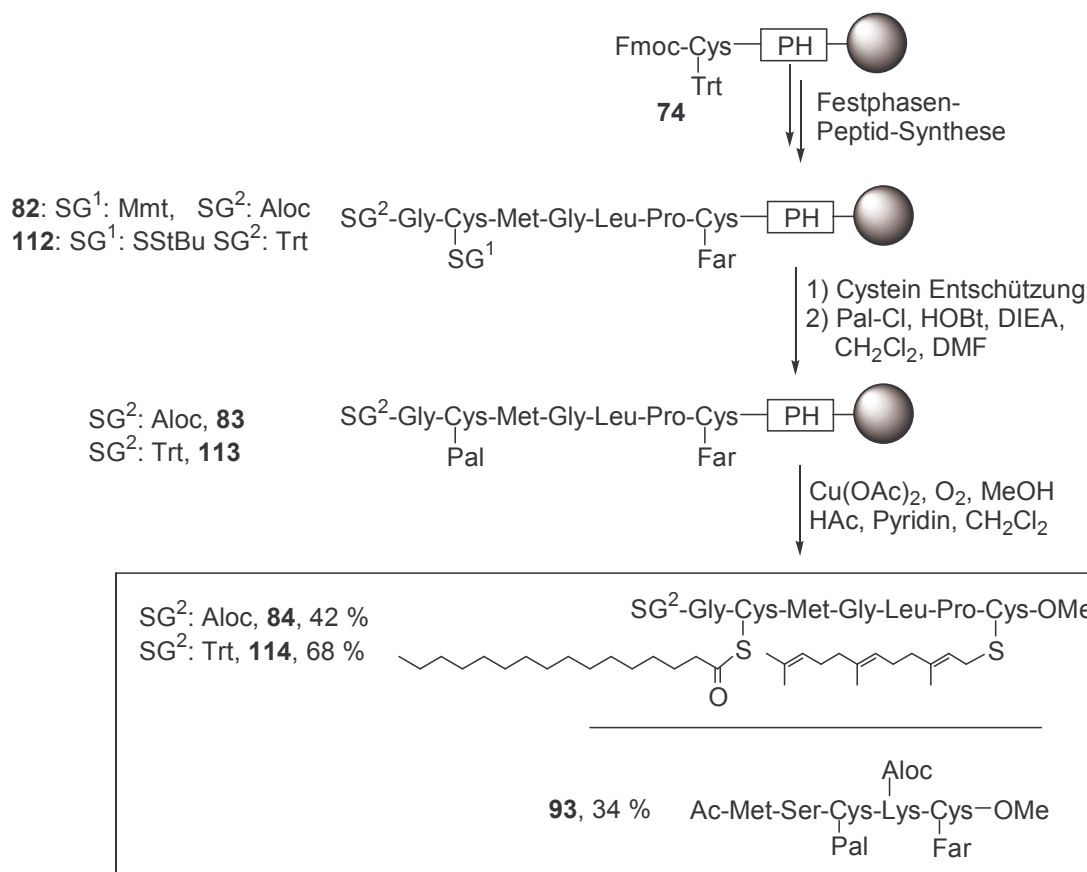 Fmoc-Cys PH
Trt
74
Festphasen-
Peptid-Synthese
82: SG¹: Mmt, SG²: Aloc
112: SG¹: SStBu SG²: Trt
SG²-Gly-Cys-Met-Gly-Leu-Pro-Cys PH
SG¹ Far
1) Cystein Entschützung
2) Pal-Cl, HOBt, DIEA,
CH₂Cl₂, DMF
SG²: Aloc, 83
SG²: Trt, 113
SG²-Gly-Cys-Met-Gly-Leu-Pro-Cys PH
Pal Far
Cu(OAc)₂, O₂, MeOH
HAc, Pyridin, CH₂Cl₂
SG²: Aloc, 84, 42 %
SG²: Trt, 114, 68 %
SG²-Gly-Cys-Met-Gly-Leu-Pro-Cys-OMe
S S
O
Aloc
93, 34 % Ac-Met-Ser-Cys-Lys-Cys-OMe
Pal Far